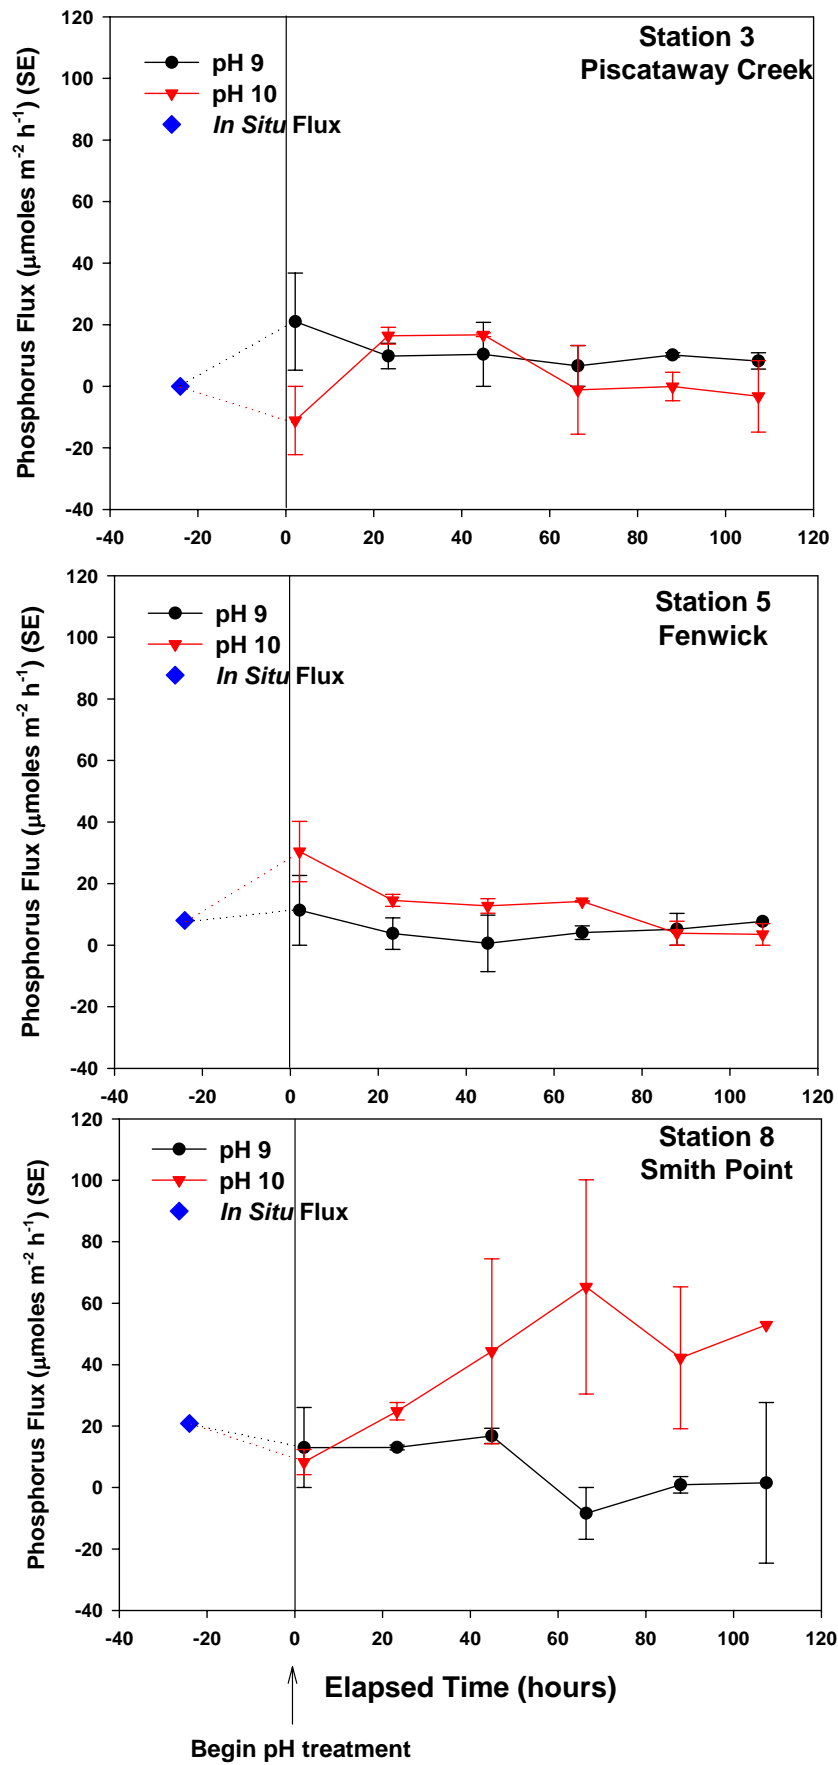 Station 3
Piscataway Creek
pH 9
pH 10
In Situ Flux
Phosphorus Flux (μmoles m⁻² h⁻¹) (SE)
120
100
80
60
40
20
0
-20
-40
-40 -20 0 20 40 60 80 100 120
Station 5
Fenwick
pH 9
pH 10
In Situ Flux
Phosphorus Flux (μmoles m⁻² h⁻¹) (SE)
120
100
80
60
40
20
0
-20
-40
-40 -20 0 20 40 60 80 100 120
Station 8
Smith Point
pH 9
pH 10
In Situ Flux
Phosphorus Flux (μmoles m⁻² h⁻¹) (SE)
120
100
80
60
40
20
0
-20
-40
-40 -20 0 20 40 60 80 100 120
Elapsed Time (hours)
Begin pH treatment